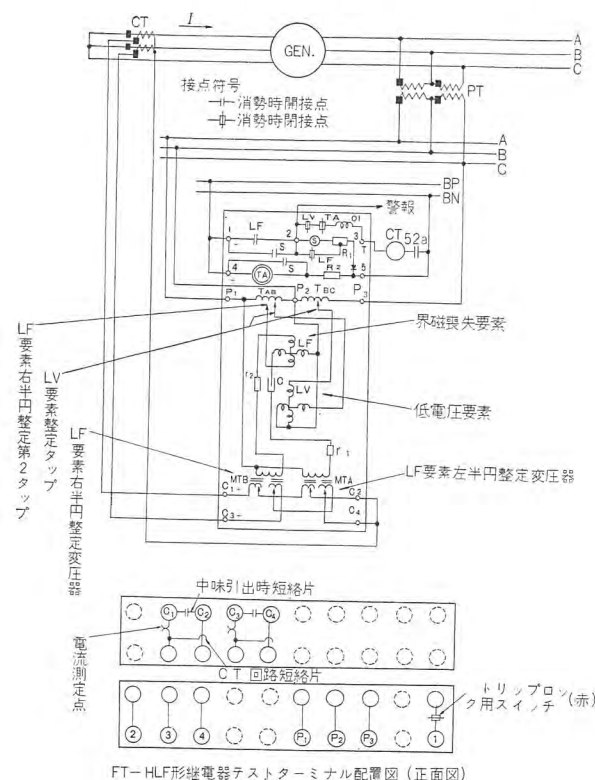 CT
I
GEN.
A
B
C
接点符号
消勢時開接点
消勢時閉接点
PT
A
B
C
BP
BN
警報
LF
LV
TA
01
1
2
S
3
T
CT
52a
S
R1
LF
4
TA
S
R2
5
P1
TAB
P2
TBC
P3
界磁喪失要素
LF
r2
C
LV
低電圧要素
r1
LF要素右半円整定第2タップ
LV要素整定タップ
LF要素右半円整定変圧器
MTB
MTA
LF要素左半円整定変圧器
C1+
C2
C3+
C4
中味引出時短絡片
C1
C2
C3
C4
電流測定点
CT回路短絡片
トリップロック用スイッチ(赤)
2
3
4
P1
P2
P3
1
FT-HLF形継電器テストターミナル配置図(正面図)